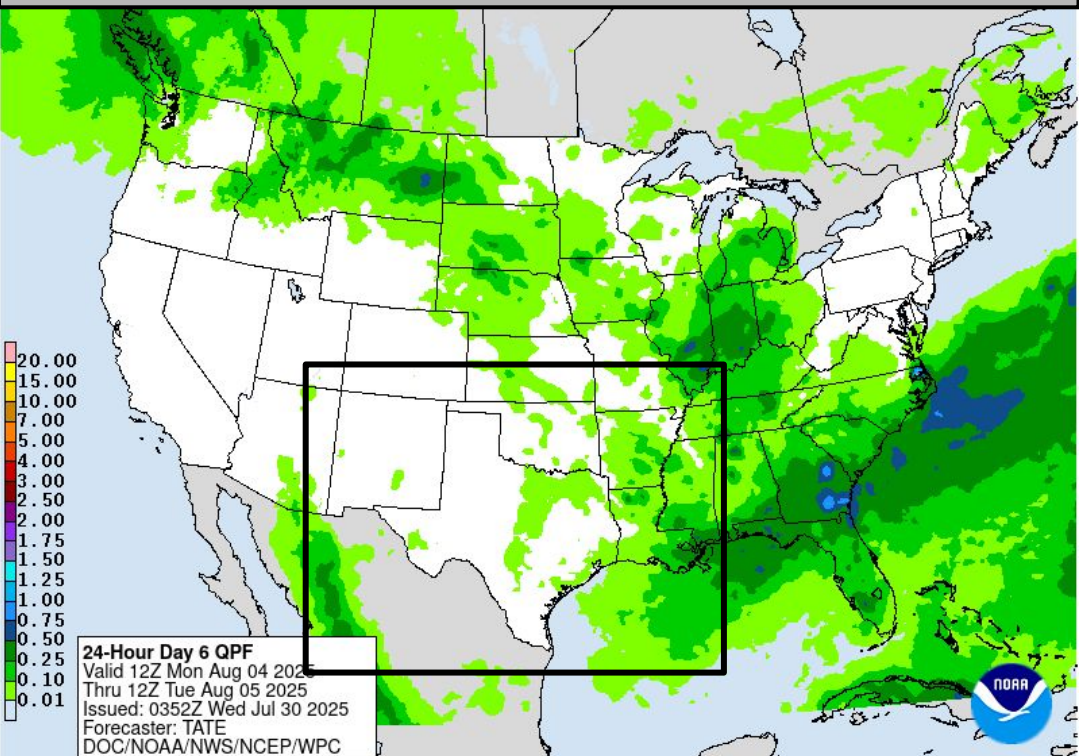 20.00
15.00
10.00
7.00
5.00
4.00
3.00
2.50
2.00
1.75
1.50
1.25
1.00
0.75
0.50
0.25
0.10
0.01
24-Hour Day 6 QPF
Valid 12Z Mon Aug 04 2025
Thru 12Z Tue Aug 05 2025
Issued: 0352Z Wed Jul 30 2025
Forecaster: TATE
DOC/NOAA/NWS/NCEP/WPC
NOAA